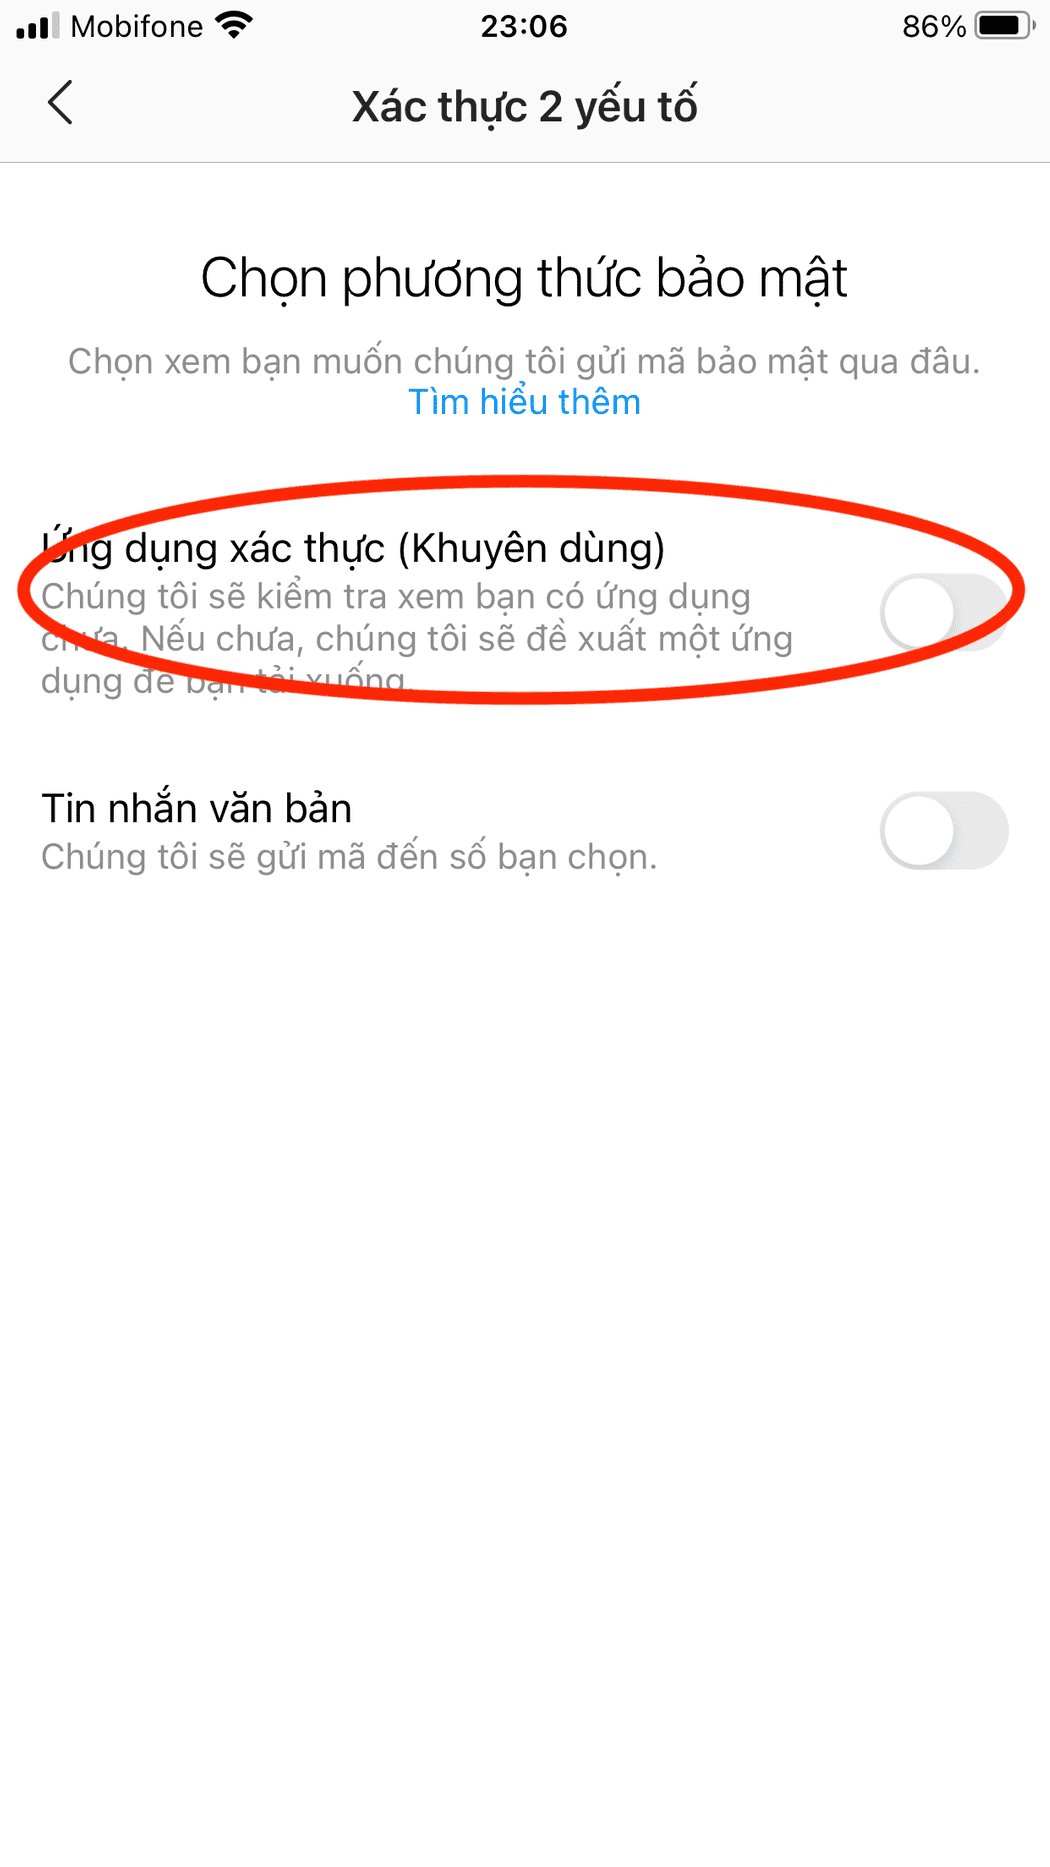 Mobifone 23:06 86%
Xác thực 2 yếu tố
Chọn phương thức bảo mật
Chọn xem bạn muốn chúng tôi gửi mã bảo mật qua đâu.
Tìm hiểu thêm
Ứng dụng xác thực (Khuyên dùng)
Chúng tôi sẽ kiểm tra xem bạn có ứng dụng
chưa. Nếu chưa, chúng tôi sẽ đề xuất một ứng
dụng để bạn tải xuống.
Tin nhắn văn bản
Chúng tôi sẽ gửi mã đến số bạn chọn.